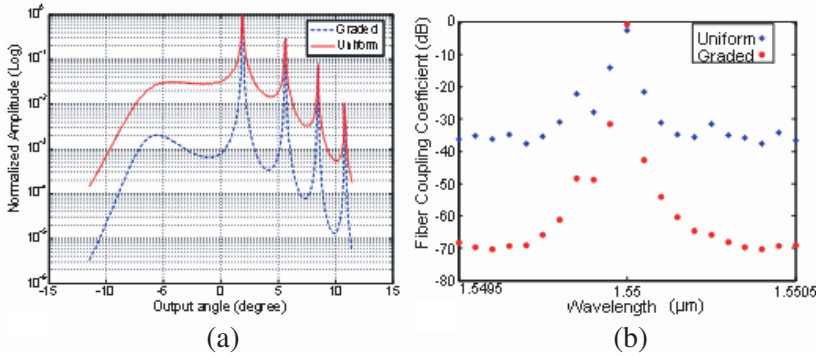 10⁰
10⁻¹
10⁻²
10⁻³
10⁻⁴
10⁻⁵
10⁻⁶
Normalized Amplitude (Log)
Graded
Uniform
-15 -10 -5 0 5 10 15
Output angle (degree)
(a)
0
-10
-20
-30
-40
-50
-60
-70
-80
Fiber Coupling Coefficient (dB)
Uniform
Graded
1.5495 1.55 1.5505
Wavelength (μm)
(b)